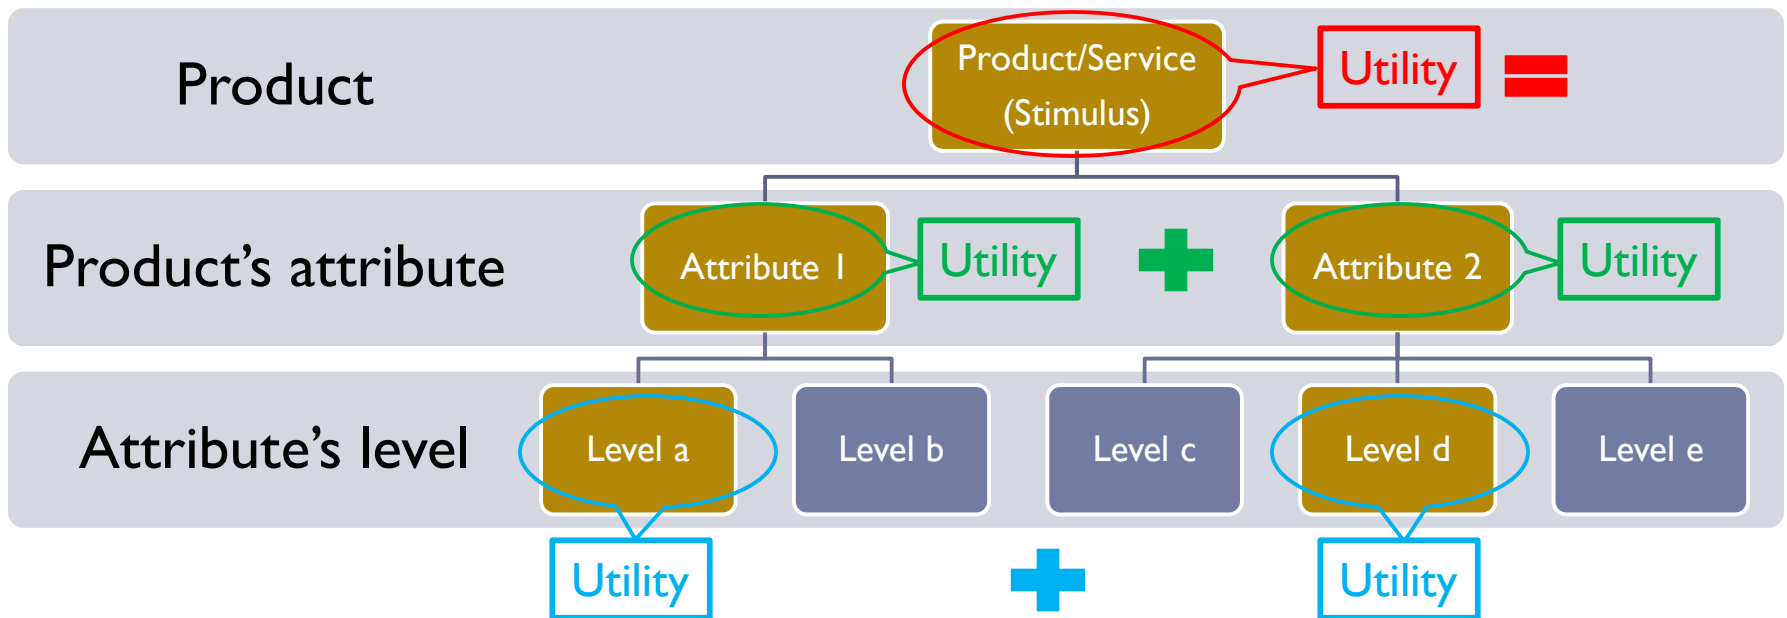 Product
Product/Service
(Stimulus)
Utility
Product's attribute
Attribute 1
Utility
Attribute 2
Utility
Attribute's level
Level a
Level b
Level c
Level d
Level e
Utility
Utility